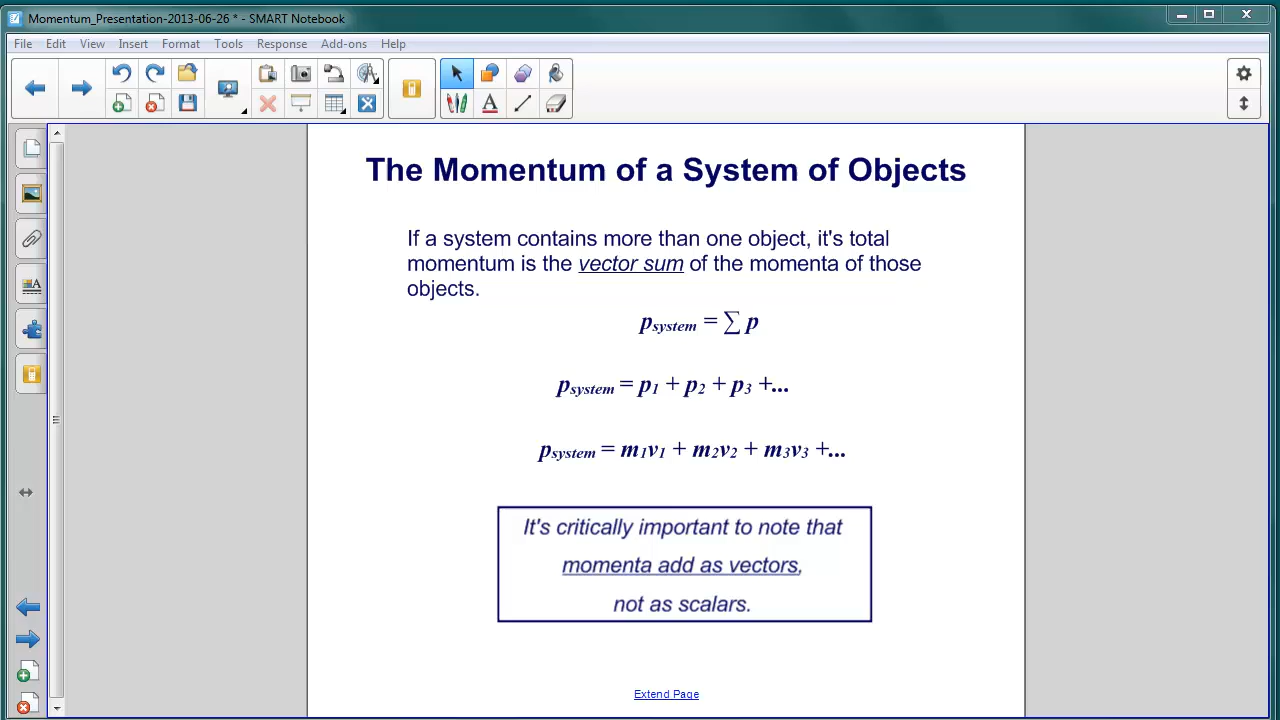 Momentum_Presentation-2013-06-26 * - SMART Notebook
File Edit View Insert Format Tools Response Add-ons Help
The Momentum of a System of Objects
If a system contains more than one object, it's total
momentum is the vector sum of the momenta of those
objects.
psystem = ∑ p
psystem = p1 + p2 + p3 +...
psystem = m1v1 + m2v2 + m3v3 +...
It's critically important to note that
momenta add as vectors,
not as scalars.
Extend Page